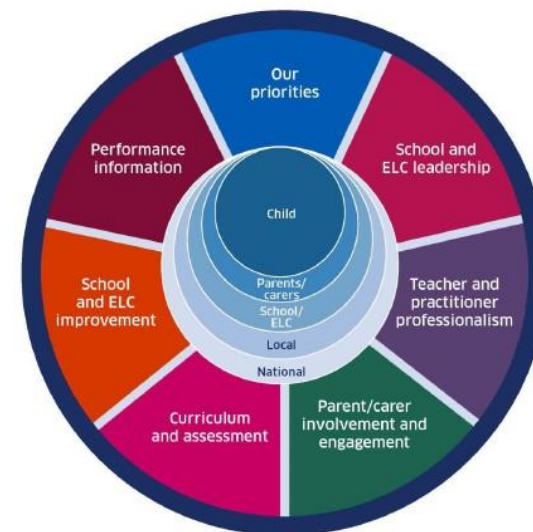 Our
priorities
School and
ELC leadership
Teacher and
practitioner
professionalism
Parent/carer
involvement and
engagement
Curriculum
and assessment
School
and ELC
improvement
Performance
information
Child
Parents/
carers
School/
ELC
Local
National